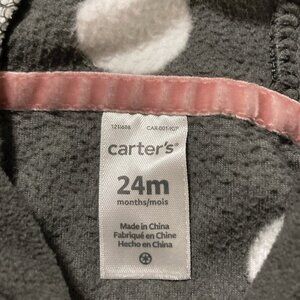 carter's®
24m
months/mois
Made in China
Fabriqué en Chine
Hecho en China